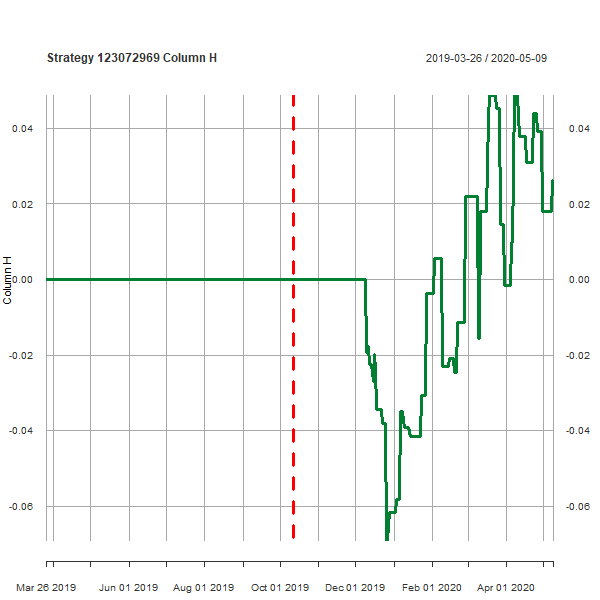 Strategy 123072969 Column H
2019-03-26 / 2020-05-09
0.04 0.04
0.02 0.02
0.00 0.00
-0.02 -0.02
-0.04 -0.04
-0.06 -0.06
Column H
Mar 26 2019 Jun 01 2019 Aug 01 2019 Oct 01 2019 Dec 01 2019 Feb 01 2020 Apr 01 2020